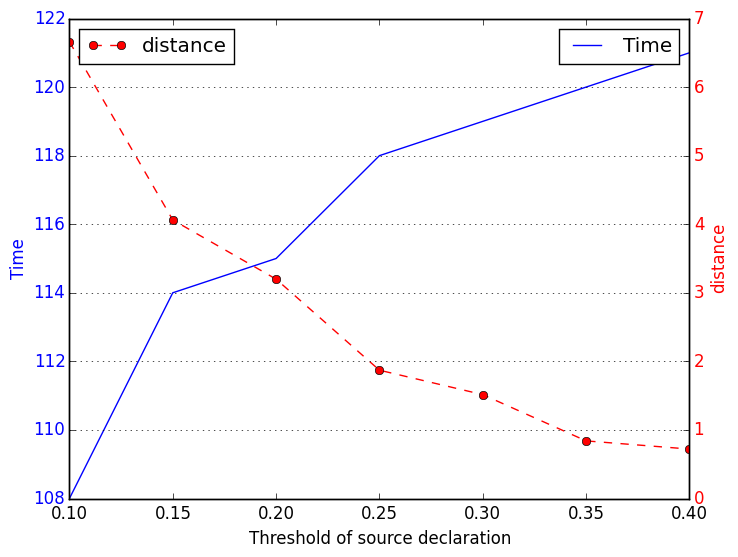 122 7
distance Time
120 6
118 5
116 4
Time distance
114 3
112 2
110 1
108 0
0.10 0.15 0.20 0.25 0.30 0.35 0.40
Threshold of source declaration